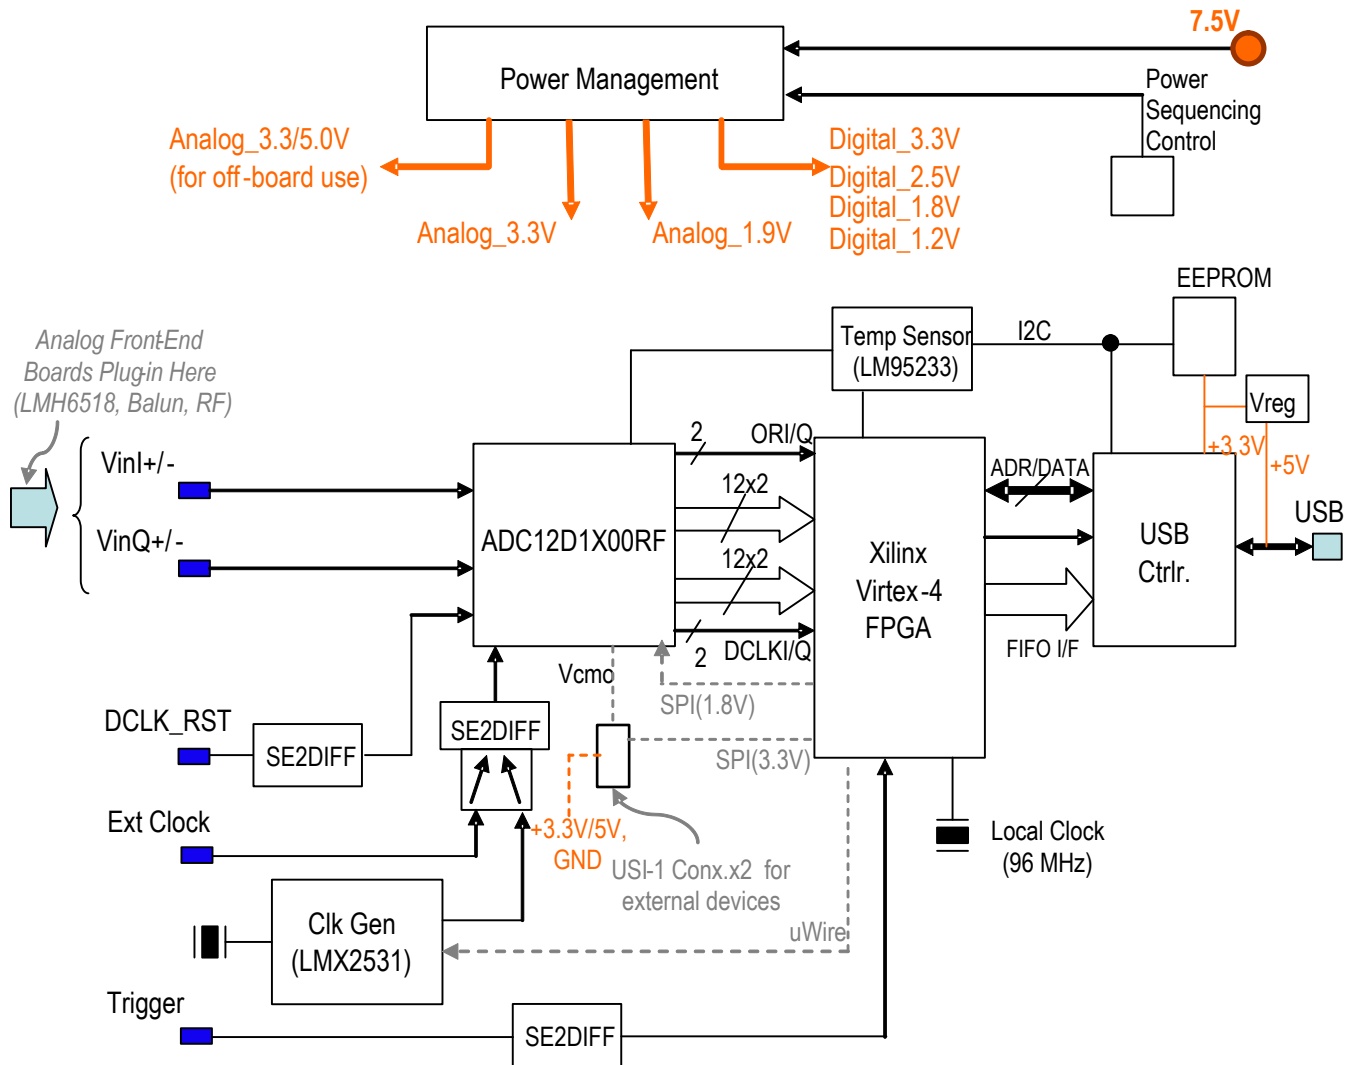 7.5V
Power Management
Power
Sequencing
Control
Analog_3.3/5.0V
(for off-board use)
Analog_3.3V
Analog_1.9V
Digital_3.3V
Digital_2.5V
Digital_1.8V
Digital_1.2V
EEPROM
Analog Front-End
Boards Plug-in Here
(LMH6518, Balun, RF)
Temp Sensor
(LM95233)
I2C
Vreg
+3.3V
+5V
VinI+/-
VinQ+/-
2
ORI/Q
12x2
ADC12D1X00RF
12x2
2
DCLKI/Q
Xilinx
Virtex-4
FPGA
ADR/DATA
FIFO I/F
USB
Ctrlr.
USB
Vcmo
SPI(1.8V)
SPI(3.3V)
DCLK_RST
SE2DIFF
SE2DIFF
Ext Clock
+3.3V/5V,
GND
USI-1 Conx.x2 for
external devices
Local Clock
(96 MHz)
Clk Gen
(LMX2531)
uWire
Trigger
SE2DIFF